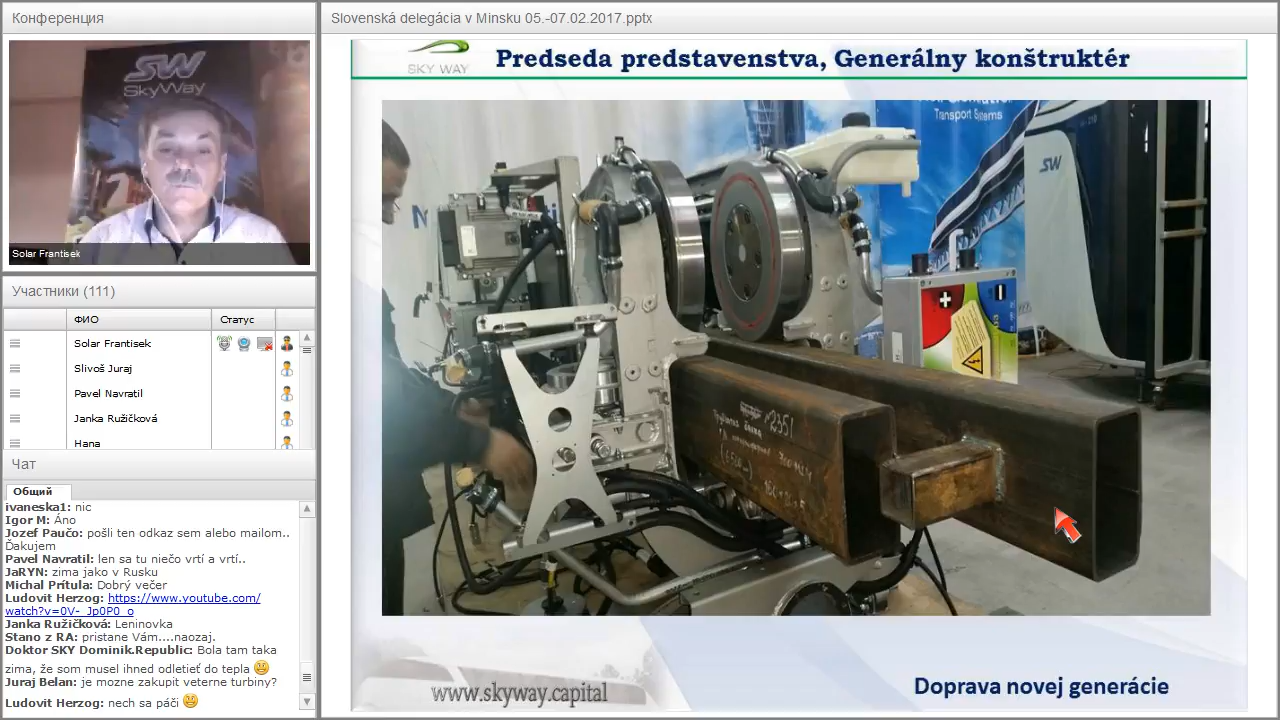 Конференция
SW
SkyWay
Solar Frantisek
Участники (111)
ФИО
Статус
Solar Frantisek
Slivoš Juraj
Pavel Navratil
Janka Ružičková
Hana
Чат
Общий
ivaneska1: nic
Igor M: Áno
Jozef Paučo: pošli ten odkaz sem alebo mailom..
Ďakujem
Pavel Navratil: len sa tu niečo vrtí a vrtí..
JaRYN: zima jako v Rusku
Michal Prítula: Dobrý večer
Ludovit Herzog: https://www.youtube.com/
watch?v=0V-_Jp0P0_o
Janka Ružičková: Leninovka
Stano z RA: pristane Vám....naozaj.
Doktor SKY Dominik.Republic: Bola tam taka
zima, že som musel ihned odletieť do tepla
Juraj Belan: je mozne zakupit veterne turbiny?
Ludovit Herzog: nech sa páči
Slovenská delegácia v Minsku 05.-07.02.2017.pptx
SKY WAY
Predseda predstavenstva, Generálny konštruktér
Transport Systems
SW
+
№2351
www.skyway.capital
Doprava novej generácie